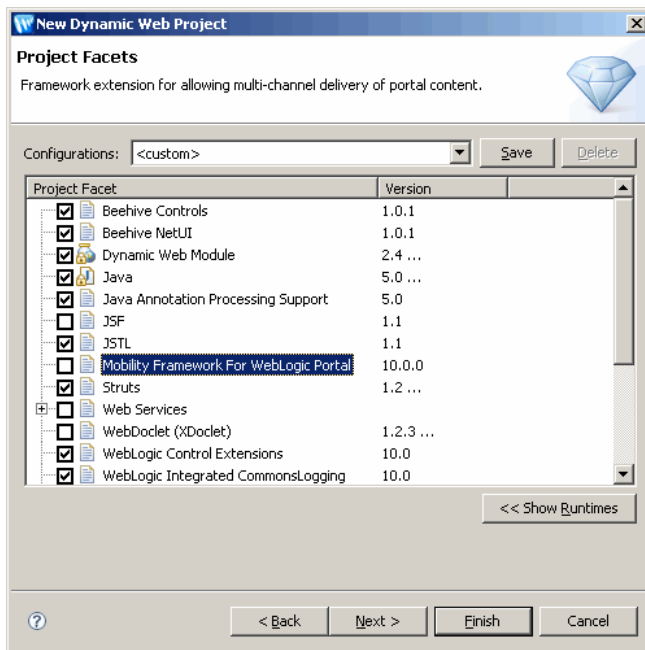 New Dynamic Web Project
Project Facets
Framework extension for allowing multi-channel delivery of portal content.
Configurations: <custom> Save Delete
Project Facet Version
Beehive Controls 1.0.1
Beehive NetUI 1.0.1
Dynamic Web Module 2.4 ...
Java 5.0 ...
Java Annotation Processing Support 5.0
JSF 1.1
JSTL 1.1
Mobility Framework For WebLogic Portal 10.0.0
Struts 1.2 ...
Web Services
WebDoclet (XDoclet) 1.2.3 ...
WebLogic Control Extensions 10.0
WebLogic Integrated CommonsLogging 10.0
<< Show Runtimes
? < Back Next > Finish Cancel